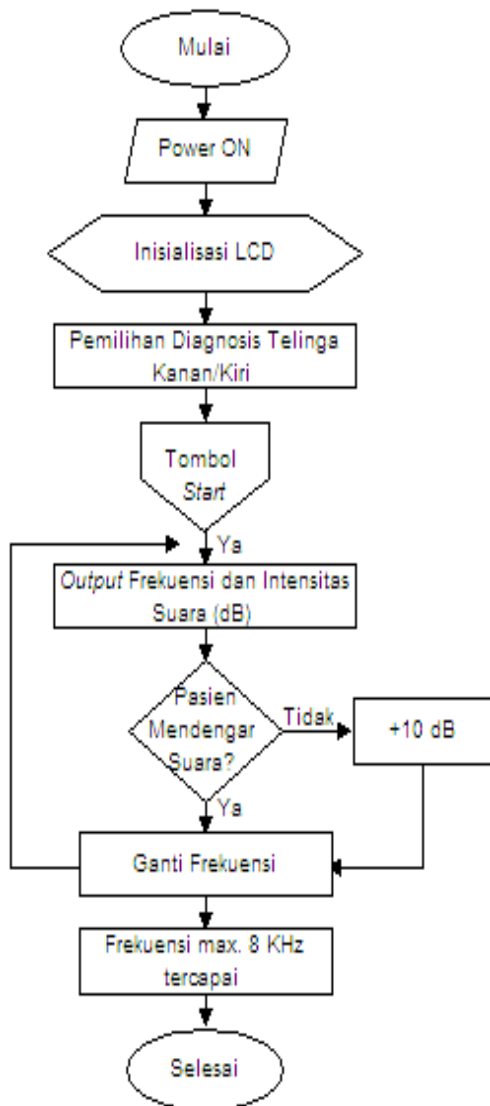 Mulai
Power ON
Inisialisasi LCD
Pemilihan Diagnosis Telinga
Kanan/Kiri
Tombol
Start
Ya
Output Frekuensi dan Intensitas
Suara (dB)
Pasien
Mendengar
Suara?
Tidak
+10 dB
Ya
Ganti Frekuensi
Frekuensi max. 8 KHz
tercapai
Selesai